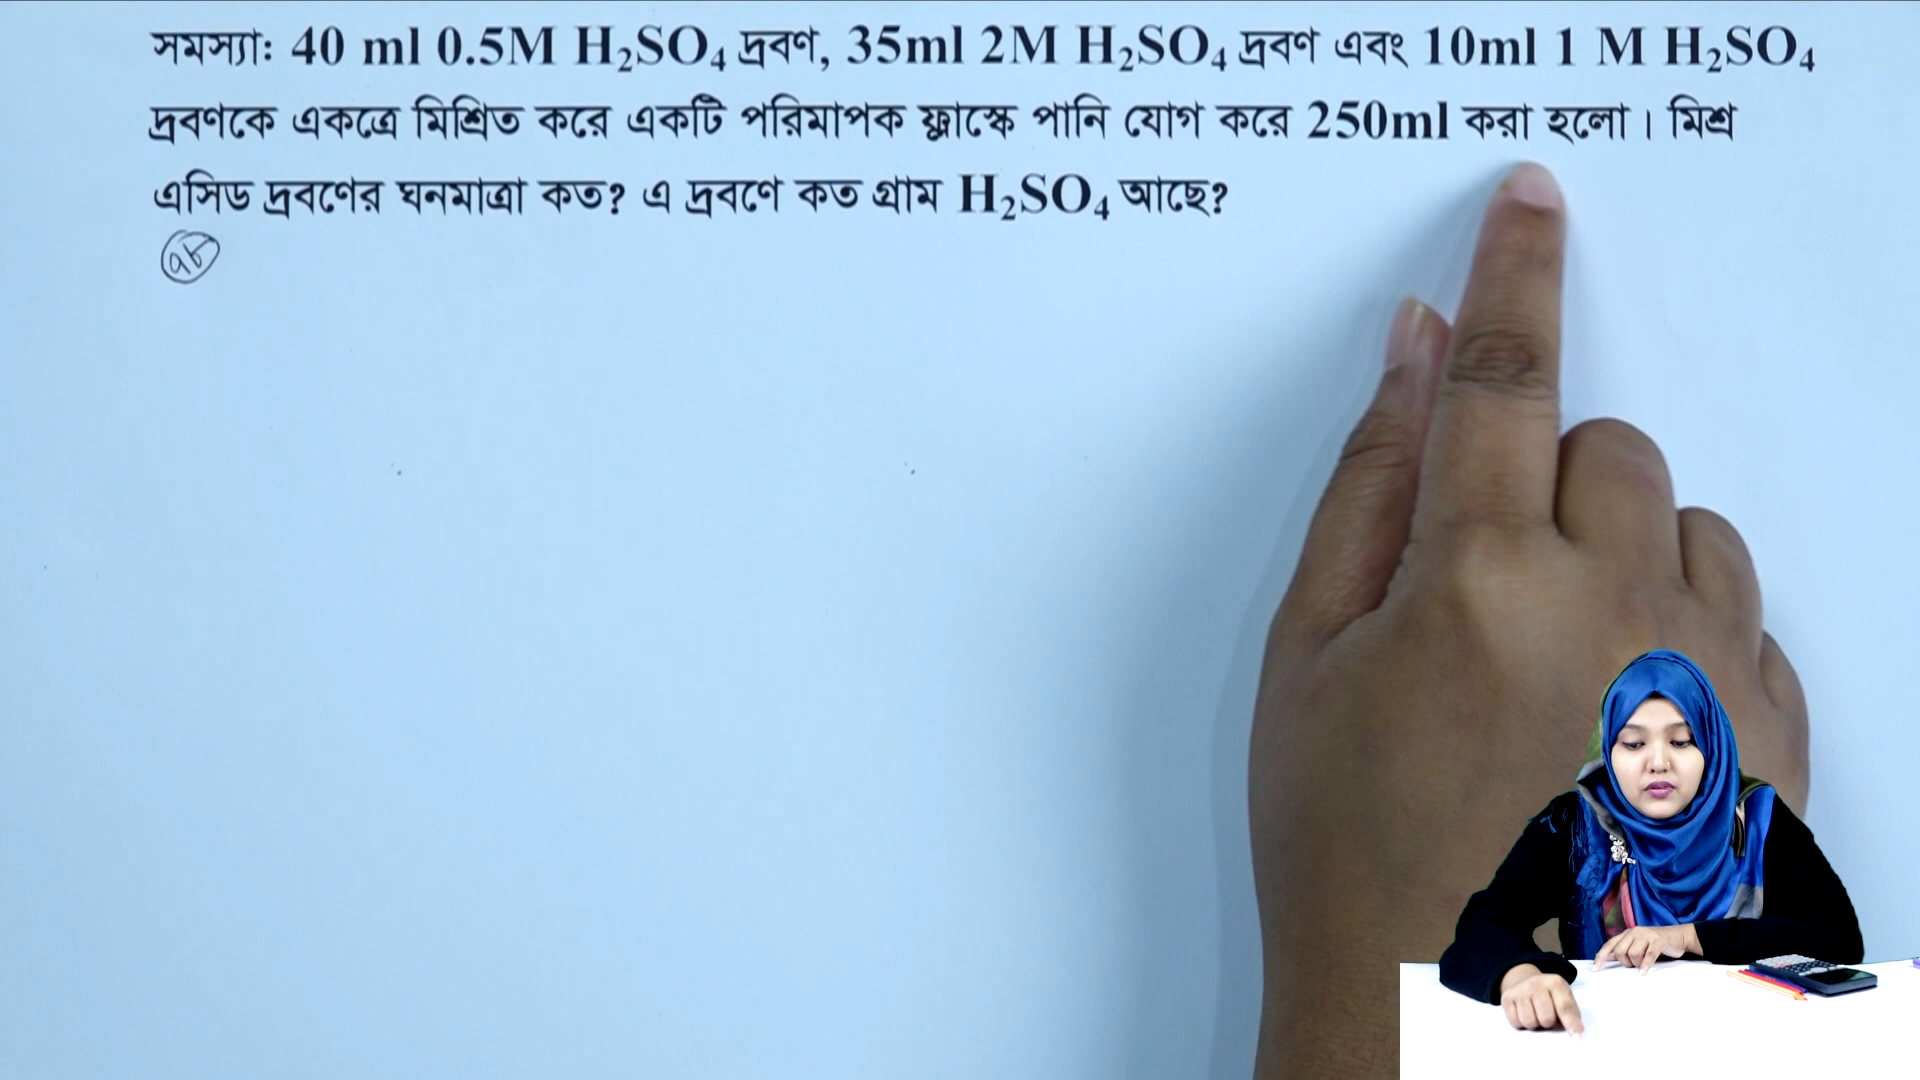 সমস্যা: 40 ml 0.5M H₂SO₄ দ্রবণ, 35ml 2M H₂SO₄ দ্রবণ এবং 10ml 1 M H₂SO₄
দ্রবণকে একত্রে মিশ্রিত করে একটি পরিমাপক ফ্লাস্কে পানি যোগ করে 250ml করা হলো। মিশ্র
এসিড দ্রবণের ঘনমাত্রা কত? এ দ্রবণে কত গ্রাম H₂SO₄ আছে?